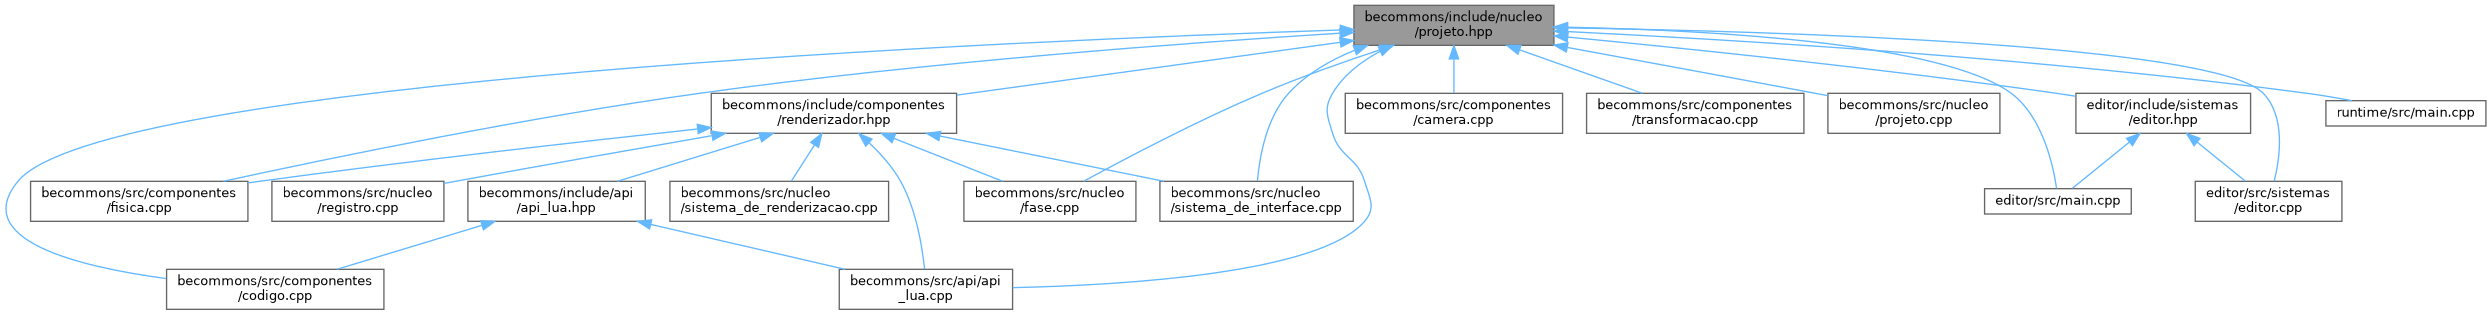 becommons/include/nucleo
/projeto.hpp
becommons/include/componentes
/renderizador.hpp
becommons/src/componentes
/camera.cpp
becommons/src/componentes
/transformacao.cpp
becommons/src/nucleo
/projeto.cpp
editor/include/sistemas
/editor.hpp
runtime/src/main.cpp
becommons/src/componentes
/fisica.cpp
becommons/src/nucleo
/registro.cpp
becommons/include/api
/api_lua.hpp
becommons/src/nucleo
/sistema_de_renderizacao.cpp
becommons/src/nucleo
/fase.cpp
becommons/src/nucleo
/sistema_de_interface.cpp
editor/src/main.cpp
editor/src/sistemas
/editor.cpp
becommons/src/componentes
/codigo.cpp
becommons/src/api/api
_lua.cpp